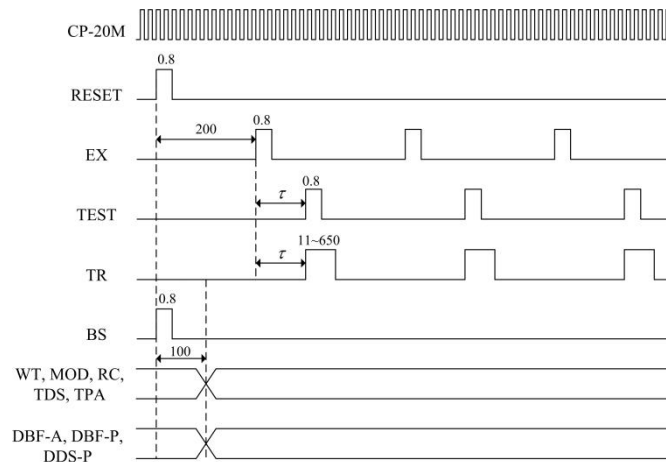 CP-20M
0.8
RESET
200
0.8
EX
τ
0.8
TEST
τ
11~650
TR
0.8
BS
100
WT, MOD, RC,
TDS, TPA
DBF-A, DBF-P,
DDS-P